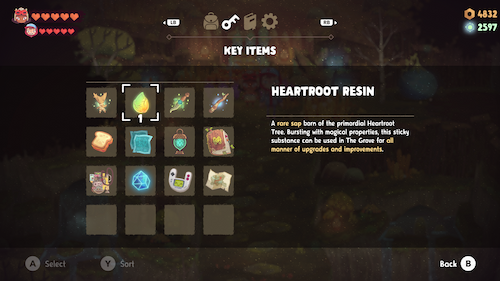 LB
RB
4832
2597
KEY ITEMS
HEARTROOT RESIN
A rare sap born of the primordial Heartroot
Tree. Bursting with magical properties, this sticky
substance can be used in The Grove for all
manner of upgrades and improvements.
A Select
Y Sort
Back B